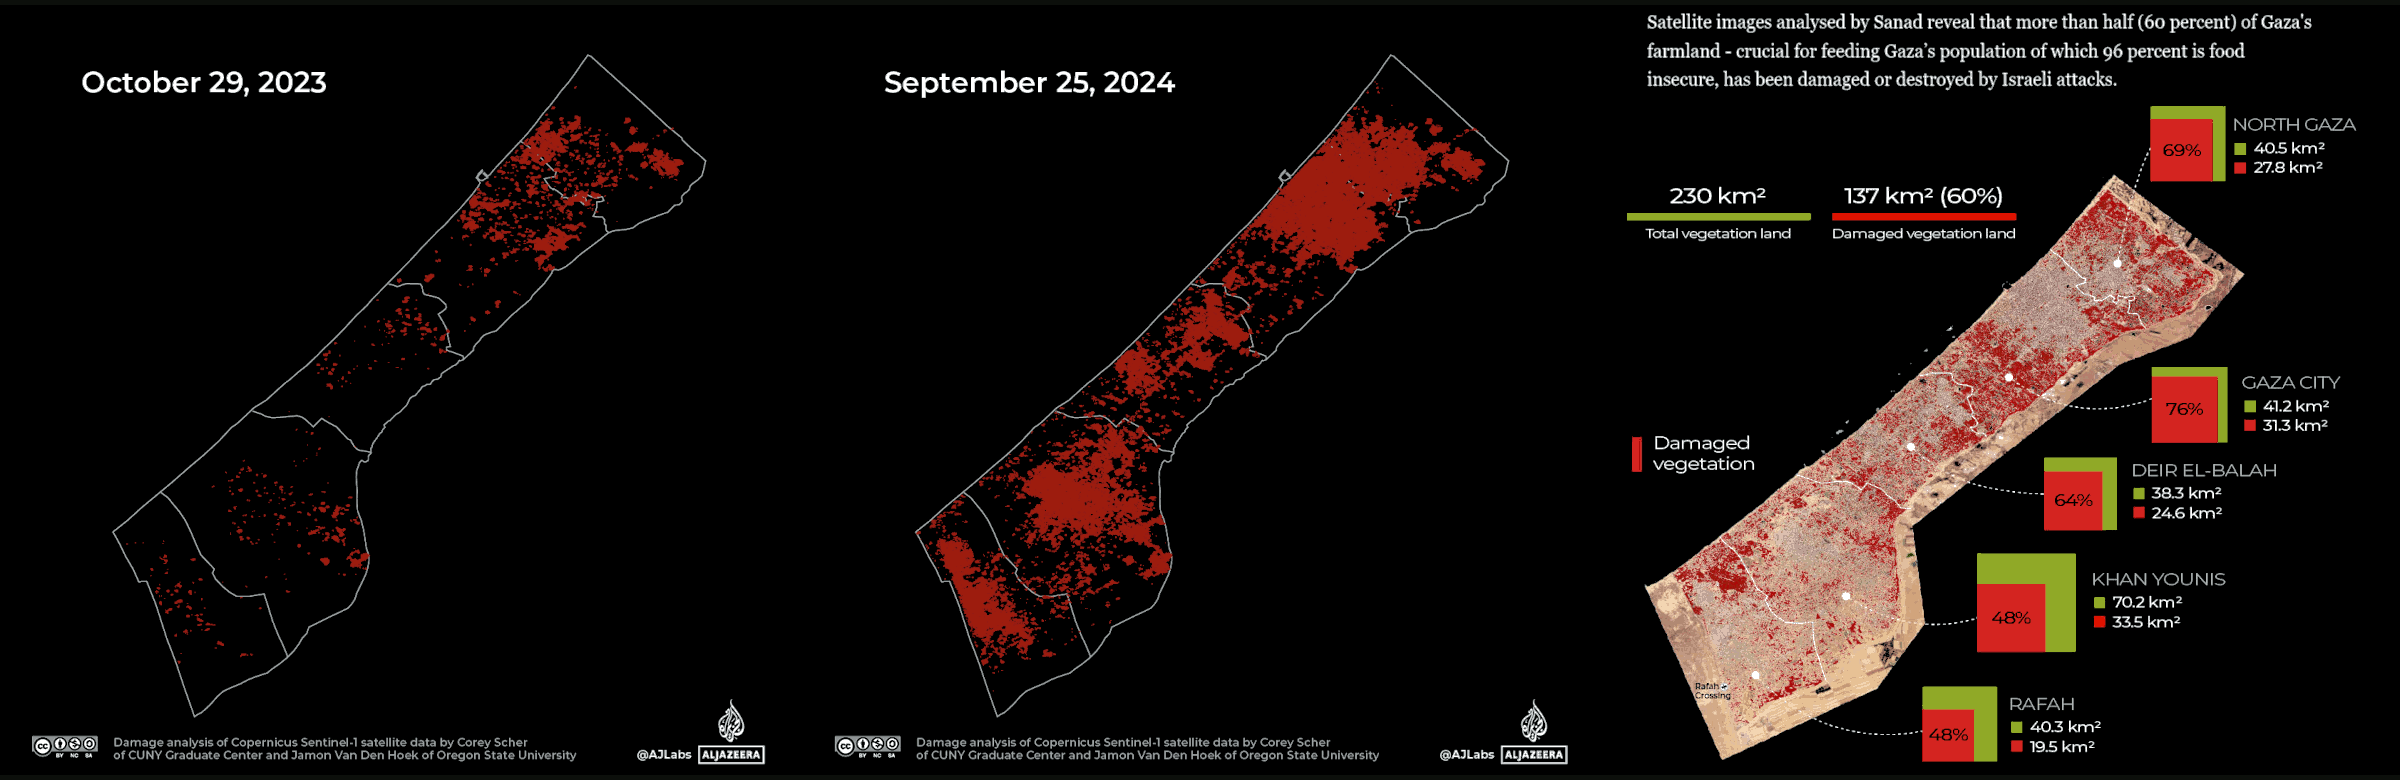 October 29, 2023
CC BY NC SA
Damage analysis of Copernicus Sentinel-1 satellite data by Corey Scher
of CUNY Graduate Center and Jamon Van Den Hoek of Oregon State University
@AJLabs
ALJAZEERA
September 25, 2024
CC BY NC SA
Damage analysis of Copernicus Sentinel-1 satellite data by Corey Scher
of CUNY Graduate Center and Jamon Van Den Hoek of Oregon State University
@AJLabs
ALJAZEERA
Satellite images analysed by Sanad reveal that more than half (60 percent) of Gaza's
farmland - crucial for feeding Gaza’s population of which 96 percent is food
insecure, has been damaged or destroyed by Israeli attacks.
230 km²
Total vegetation land
137 km² (60%)
Damaged vegetation land
Damaged
vegetation
69%
NORTH GAZA
40.5 km²
27.8 km²
76%
GAZA CITY
41.2 km²
31.3 km²
64%
DEIR EL-BALAH
38.3 km²
24.6 km²
48%
KHAN YOUNIS
70.2 km²
33.5 km²
Rafah
Crossing
48%
RAFAH
40.3 km²
19.5 km²